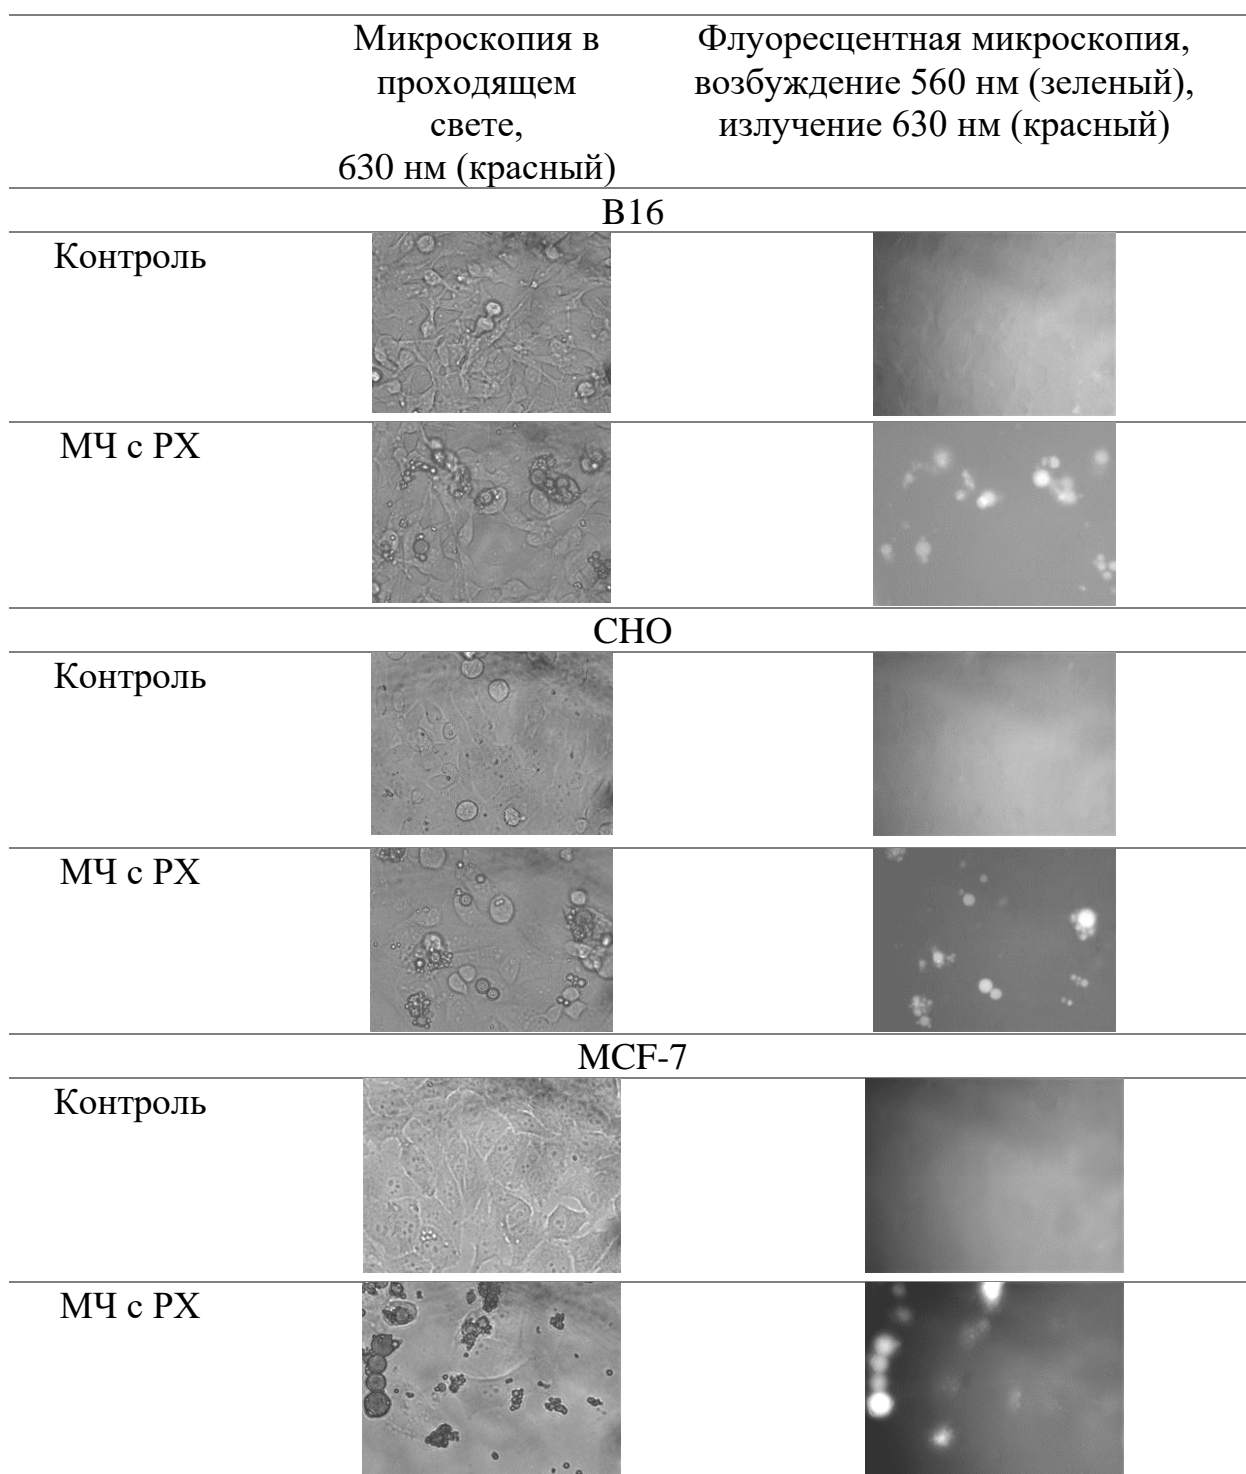 Микроскопия в
проходящем
свете,
630 нм (красный)
Флуоресцентная микроскопия,
возбуждение 560 нм (зеленый),
излучение 630 нм (красный)
B16
Контроль
МЧ с РХ
CHO
Контроль
МЧ с РХ
MCF-7
Контроль
МЧ с РХ